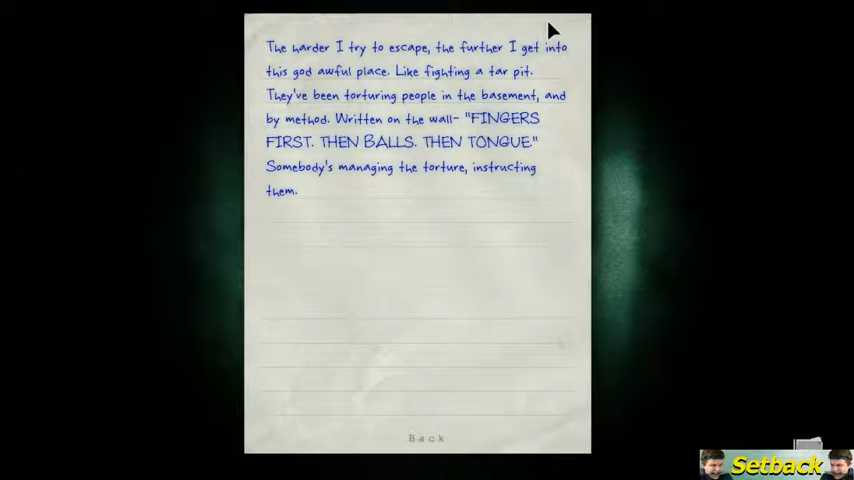 The harder I try to escape, the further I get into
this god awful place. Like fighting a tar pit.
They've been torturing people in the basement, and
by method. Written on the wall- "FINGERS
FIRST. THEN BALLS. THEN TONGUE."
Somebody's managing the torture, instructing
them.
Back
Setback